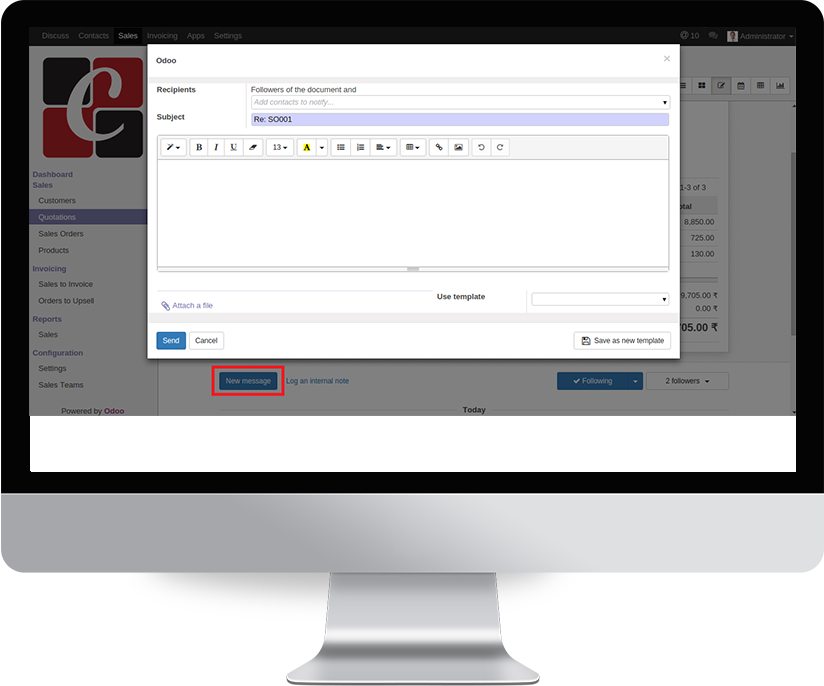 Discuss Contacts Sales Invoicing Apps Settings @ 10 Administrator
C
Odoo ×
Recipients Followers of the document and
Add contacts to notify...
Subject Re: SO001
B I U 13 A
Attach a file
Use template
Send Cancel Save as new template
Dashboard
Sales
Customers
Quotations
Sales Orders
Products
Invoicing
Sales to Invoice
Orders to Upsell
Reports
Sales
Configuration
Settings
Sales Teams
Powered by Odoo
1-3 of 3
8,850.00
725.00
130.00
9,705.00 ₹
0.00 ₹
705.00 ₹
New message Log an internal note Following 2 followers
Today